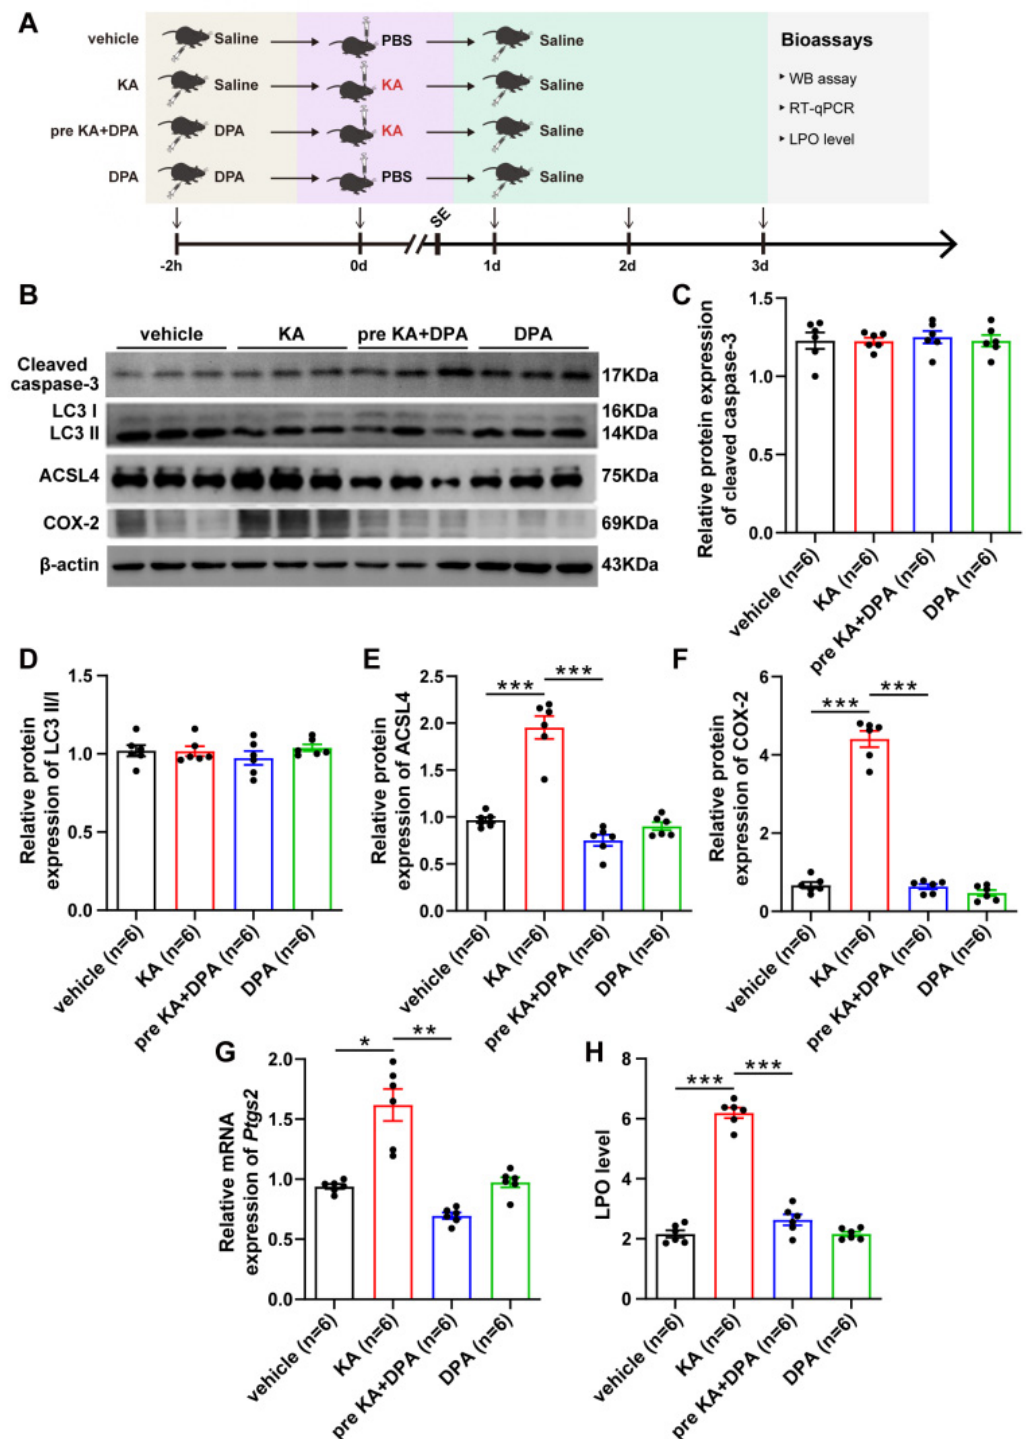 A
vehicle Saline PBS Saline Bioassays
KA Saline KA Saline ‣ WB assay
pre KA+DPA DPA KA Saline ‣ RT-qPCR
DPA DPA PBS Saline ‣ LPO level
SE
-2h 0d 1d 2d 3d
B
vehicle KA pre KA+DPA DPA
Cleaved
caspase-3 17KDa
LC3 I 16KDa
LC3 II 14KDa
ACSL4 75KDa
COX-2 69KDa
β-actin 43KDa
C
Relative protein expression
of cleaved caspase-3
1.5
1.0
0.5
0.0
vehicle (n=6)
KA (n=6)
pre KA+DPA (n=6)
DPA (n=6)
D
Relative protein
expression of LC3 II/I
1.5
1.0
0.5
0.0
vehicle (n=6)
KA (n=6)
pre KA+DPA (n=6)
DPA (n=6)
E
Relative protein
expression of ACSL4
2.5
2.0
1.5
1.0
0.5
0.0
*** ***
vehicle (n=6)
KA (n=6)
pre KA+DPA (n=6)
DPA (n=6)
F
Relative protein
expression of COX-2
6
4
2
0
*** ***
vehicle (n=6)
KA (n=6)
pre KA+DPA (n=6)
DPA (n=6)
G
Relative mRNA
expression of Ptgs2
2.0
1.5
1.0
0.5
0.0
* **
vehicle (n=6)
KA (n=6)
pre KA+DPA (n=6)
DPA (n=6)
H
LPO level
8
6
4
2
0
*** ***
vehicle (n=6)
KA (n=6)
pre KA+DPA (n=6)
DPA (n=6)